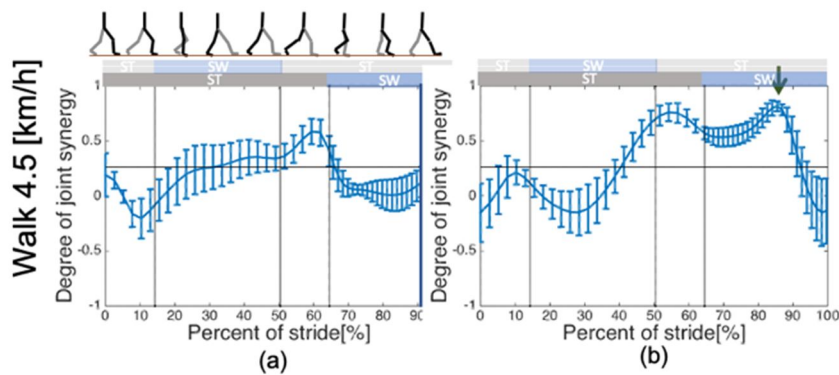 ST SW ST
ST SW
ST SW ST
ST SW
Walk 4.5 [km/h]
Degree of joint synergy
1
0.5
0
-0.5
-1
0 10 20 30 40 50 60 70 80 90
Percent of stride[%]
(a)
Degree of joint synergy
1
0.5
0
-0.5
-1
0 10 20 30 40 50 60 70 80 90 100
Percent of stride[%]
(b)